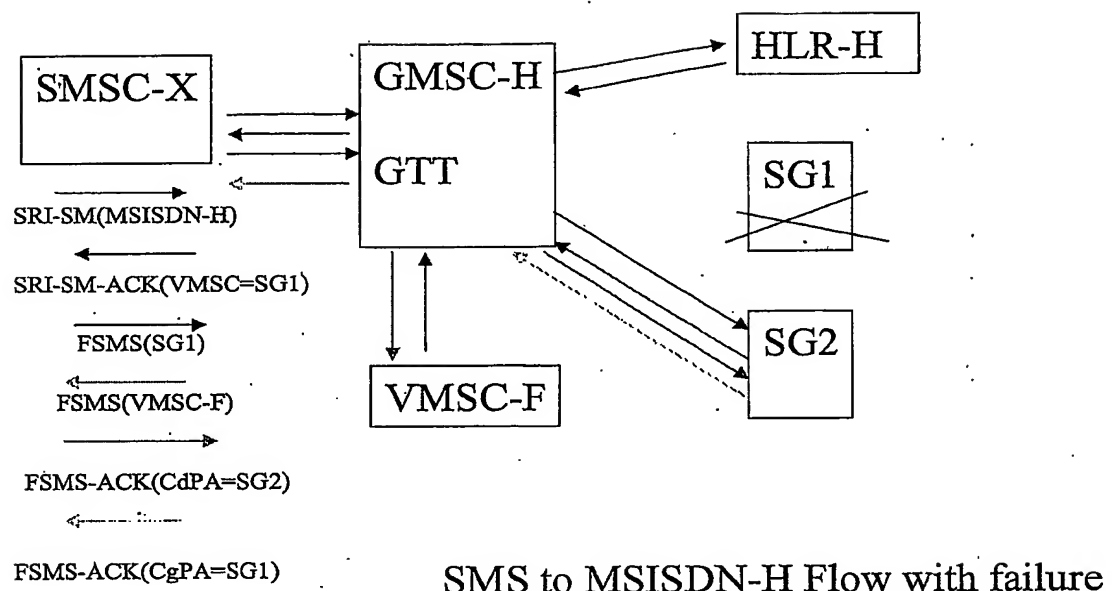 SMSC-X
GMSC-H
GTT
HLR-H
SG1
SG2
VMSC-F
SRI-SM(MSISDN-H)
SRI-SM-ACK(VMSC=SG1)
FSMS(SG1)
FSMS(VMSC-F)
FSMS-ACK(CdPA=SG2)
FSMS-ACK(CgPA=SG1)
SMS to MSISDN-H Flow with failure